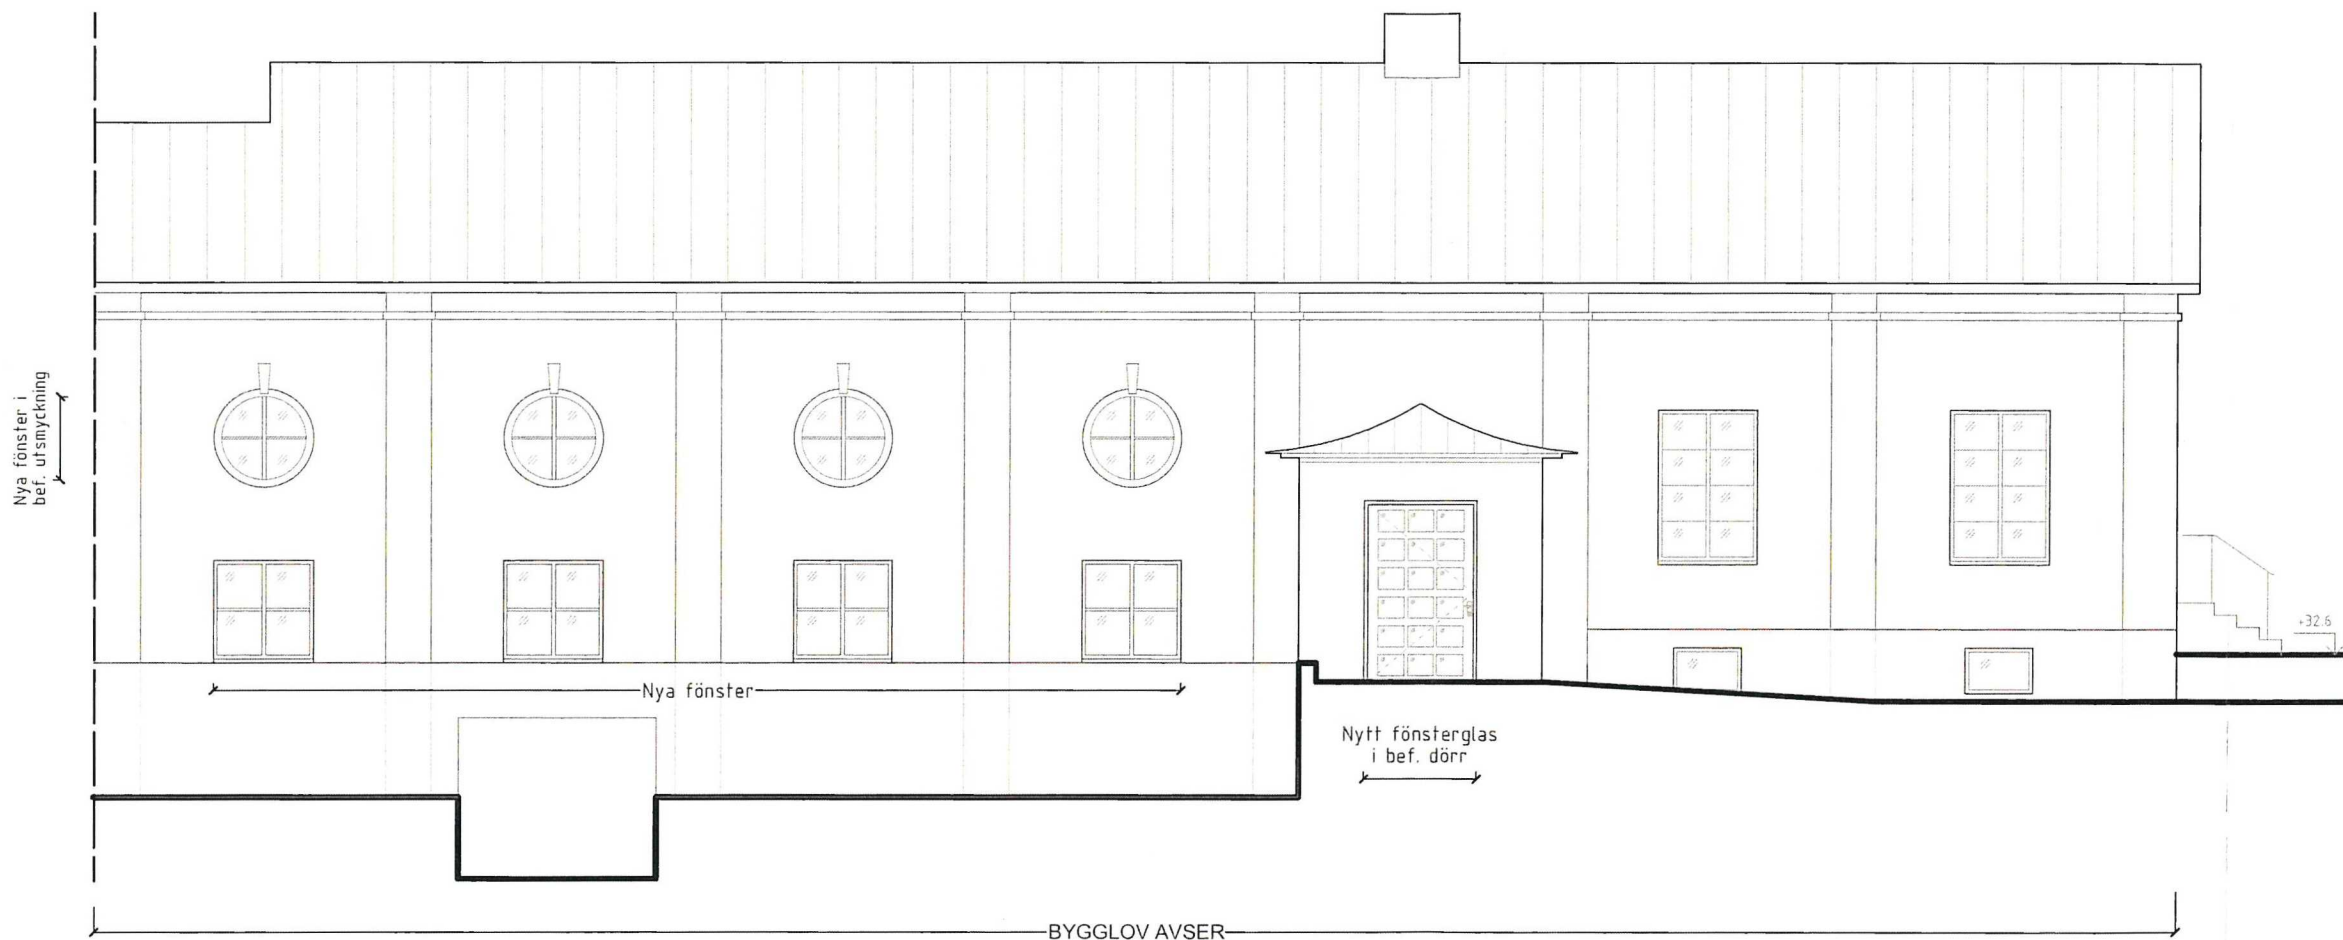 Nya fönster i
bef. utsmyckning
+32.6
Nya fönster
Nytt fönsterglas
i bef. dörr
BYGGLOV AVSER